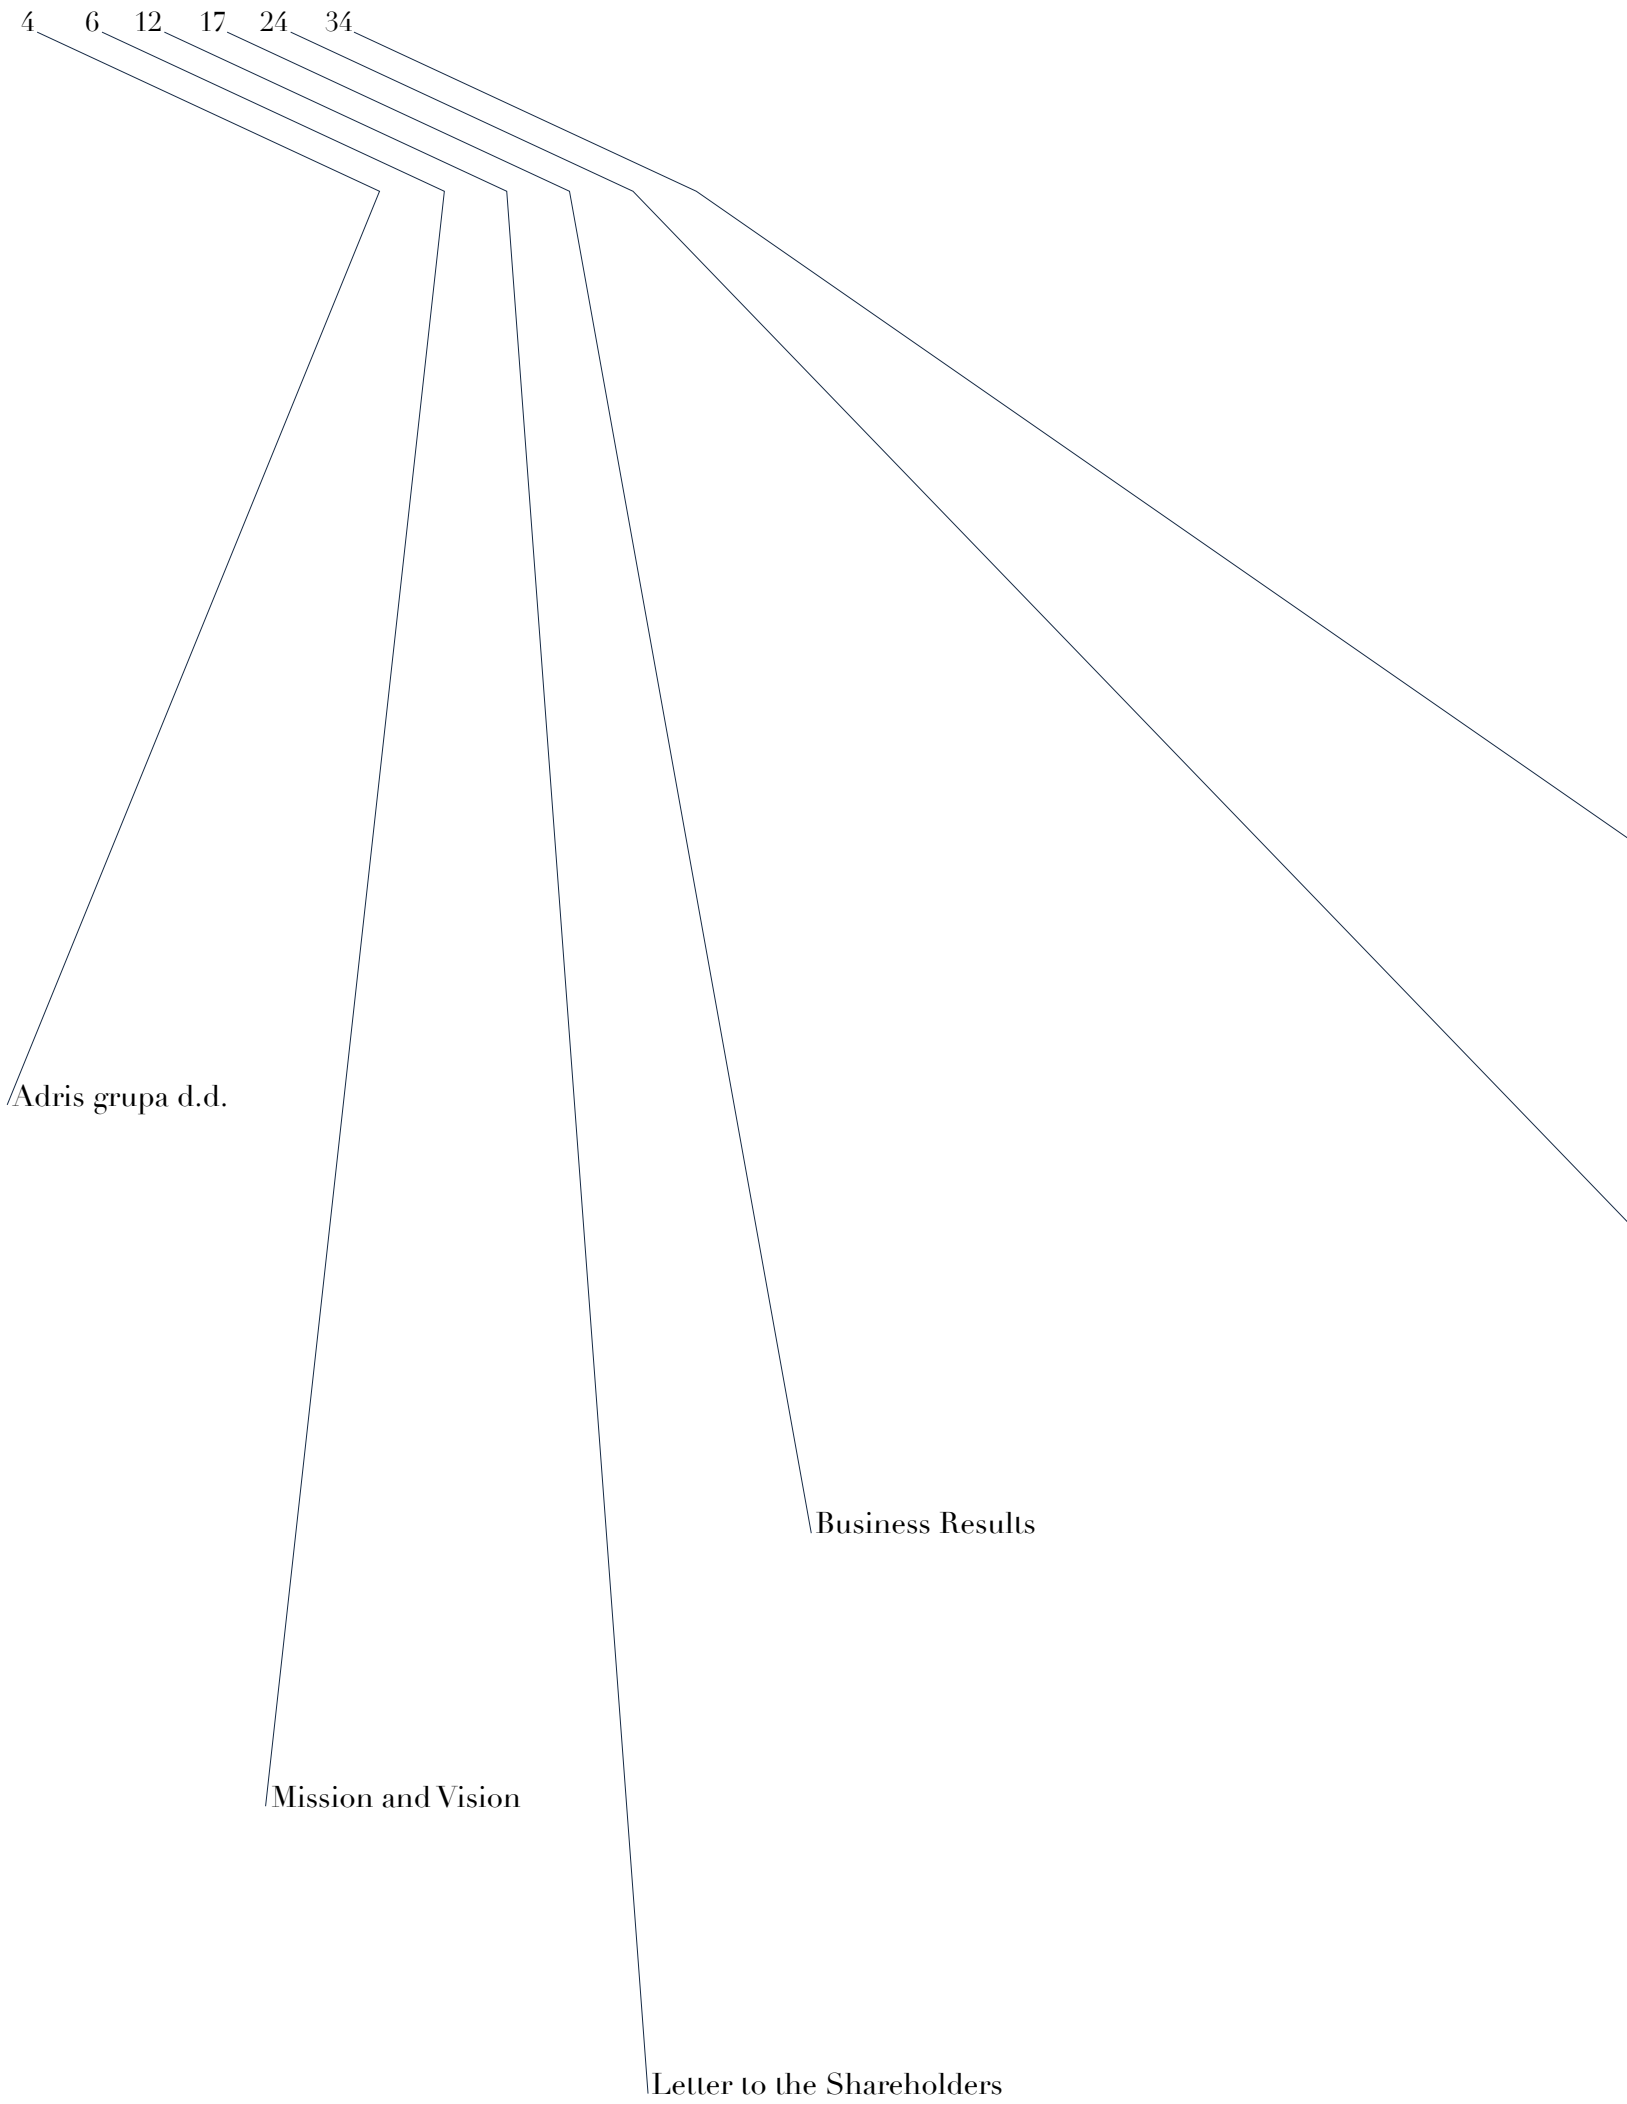 4 6 12 17 24 34
Adris grupa d.d.
Business Results
Mission and Vision
Letter to the Shareholders